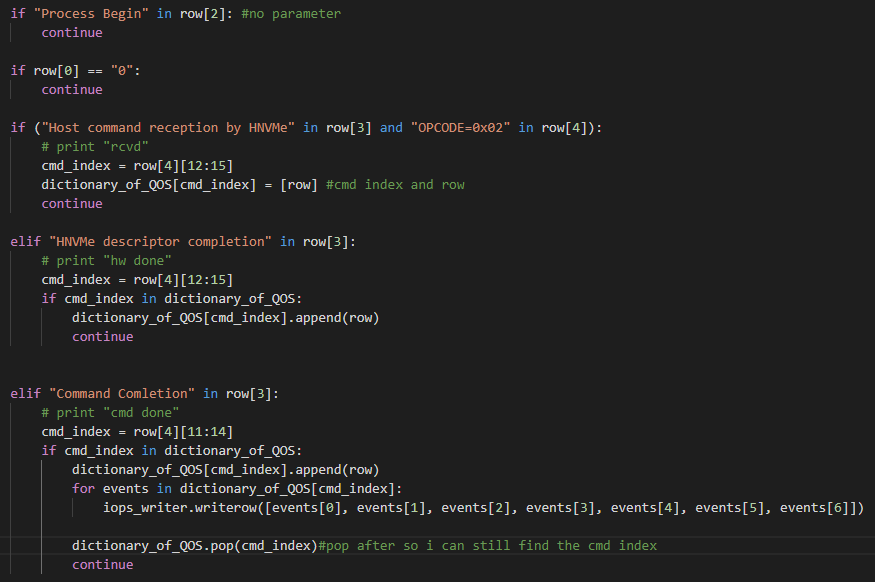 if "Process Begin" in row[2]: #no parameter
continue
if row[0] == "0":
continue
if ("Host command reception by HNVMe" in row[3] and "OPCODE=0x02" in row[4]):
# print "rcvd"
cmd_index = row[4][12:15]
dictionary_of_QOS[cmd_index] = [row] #cmd index and row
continue
elif "HNVMe descriptor completion" in row[3]:
# print "hw done"
cmd_index = row[4][12:15]
if cmd_index in dictionary_of_QOS:
dictionary_of_QOS[cmd_index].append(row)
continue
elif "Command Comletion" in row[3]:
# print "cmd done"
cmd_index = row[4][11:14]
if cmd_index in dictionary_of_QOS:
dictionary_of_QOS[cmd_index].append(row)
for events in dictionary_of_QOS[cmd_index]:
iops_writer.writerow([events[0], events[1], events[2], events[3], events[4], events[5], events[6]])
dictionary_of_QOS.pop(cmd_index)#pop after so i can still find the cmd index
continue